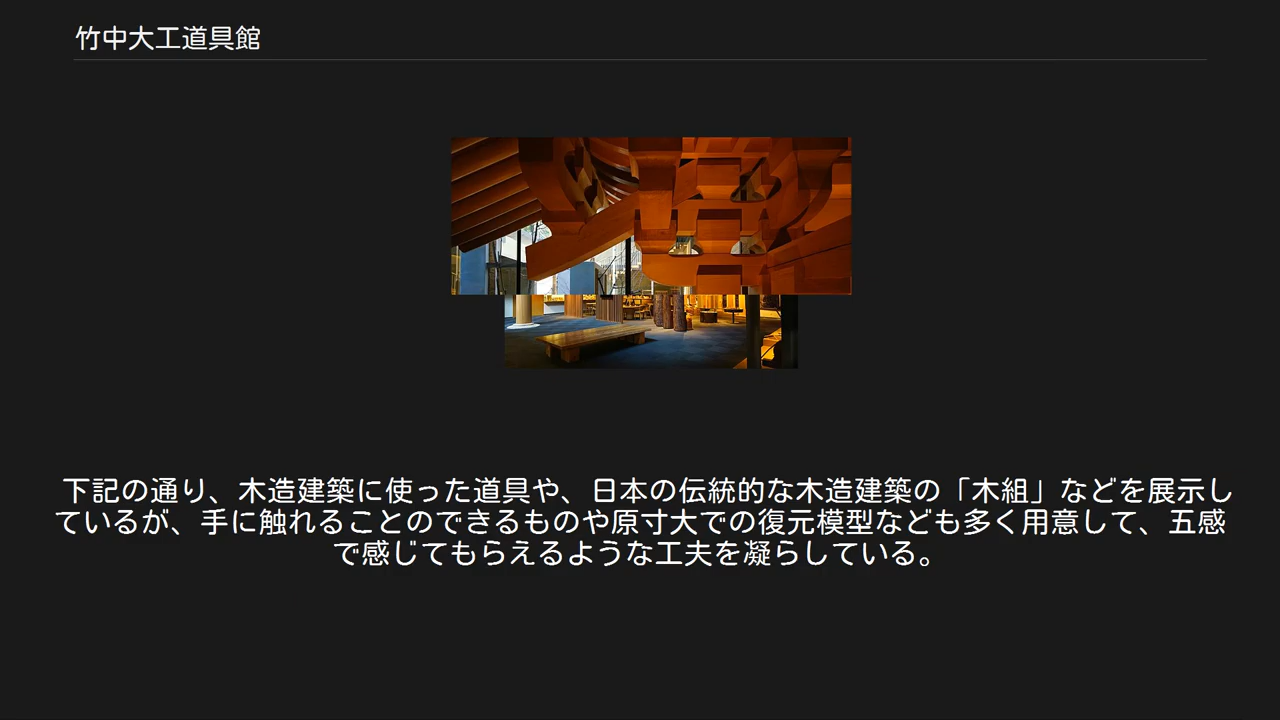 竹中大工道具館
下記の通り、木造建築に使った道具や、日本の伝統的な木造建築の「木組」などを展示し
ているが、手に触れることのできるものや原寸大での復元模型なども多く用意して、五感
で感じてもらえるような工夫を凝らしている。